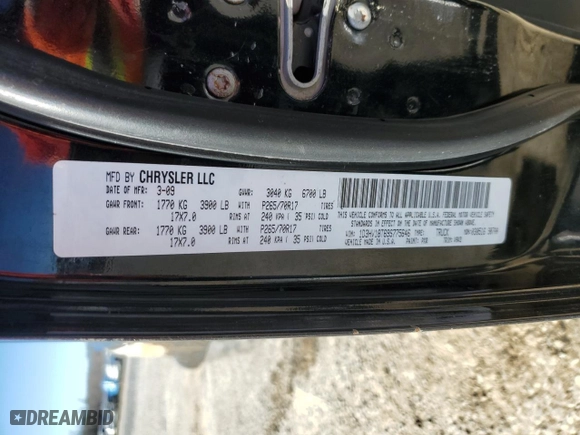 MFD BY CHRYSLER LLC
DATE OF MFR: 3-09 GVWR: 3040 KG 6700 LB
GAWR FRONT: 1770 KG 3900 LB WITH P265/70R17 TIRES
17X7.0 RIMS AT 240 KPA ( 35 PSI) COLD
GAWR REAR: 1770 KG 3900 LB WITH P265/70R17 TIRES
17X7.0 RIMS AT 240 KPA ( 35 PSI) COLD
THIS VEHICLE CONFORMS TO ALL APPLICABLE U.S.A. FEDERAL MOTOR VEHICLE SAFETY
STANDARDS IN EFFECT ON THE DATE OF MANUFACTURE SHOWN ABOVE.
VIN: TYPE: TRUCK
PAINT: TRIM:
DREAMBID